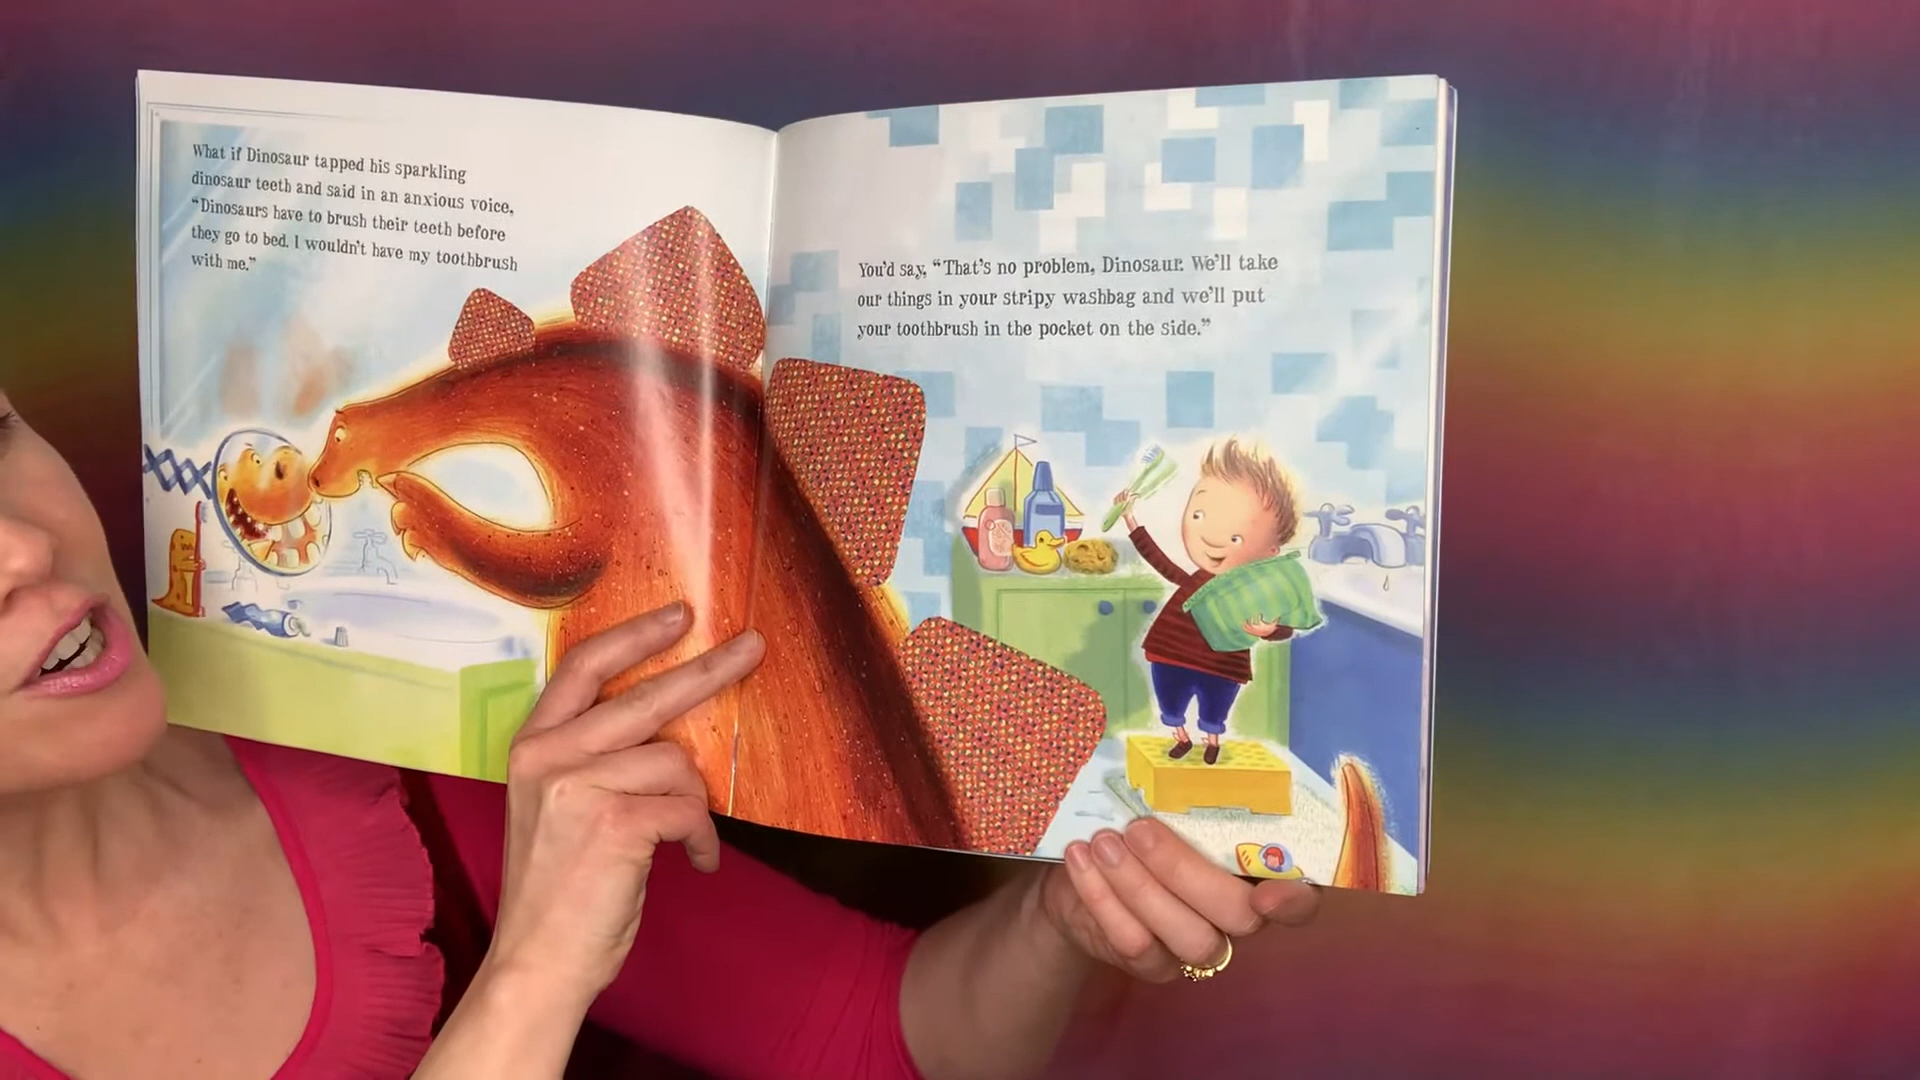 What if Dinosaur tapped his sparkling
dinosaur teeth and said in an anxious voice,
“Dinosaurs have to brush their teeth before
they go to bed. I wouldn’t have my toothbrush
with me.”
You’d say, “That’s no problem, Dinosaur. We’ll take
our things in your stripy washbag and we’ll put
your toothbrush in the pocket on the side.”